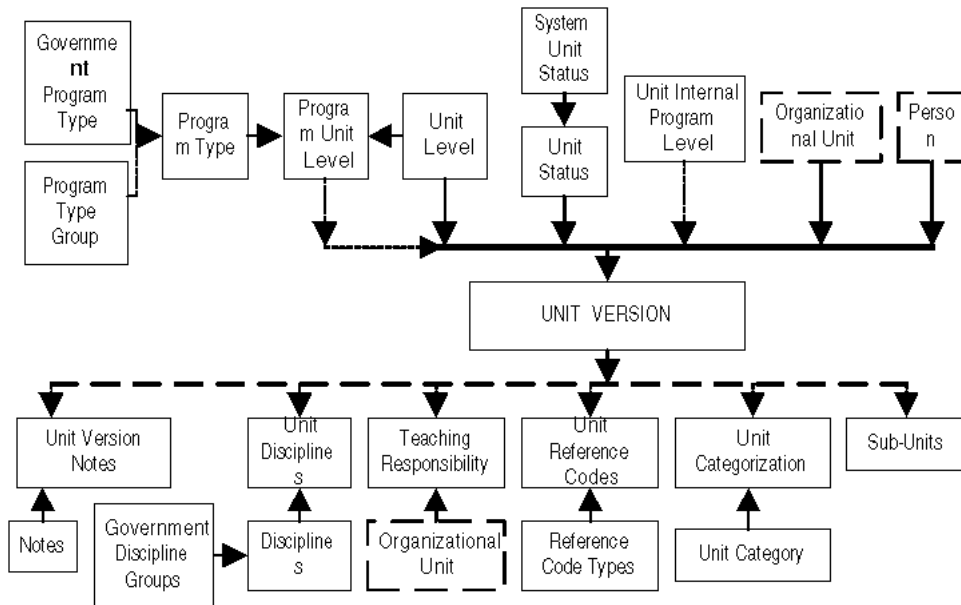 Governme
nt
Program
Type
Program
Type
Group
Progra
m Type
Progra
m Unit
Level
Unit
Level
System
Unit
Status
Unit
Status
Unit Internal
Program
Level
Organizatio
nal Unit
Perso
n
UNIT VERSION
Unit Version
Notes
Unit
Discipline
s
Teaching
Responsibility
Unit
Reference
Codes
Unit
Categorization
Sub-Units
Notes
Government
Discipline
Groups
Discipline
s
Organizational
Unit
Reference
Code Types
Unit Category